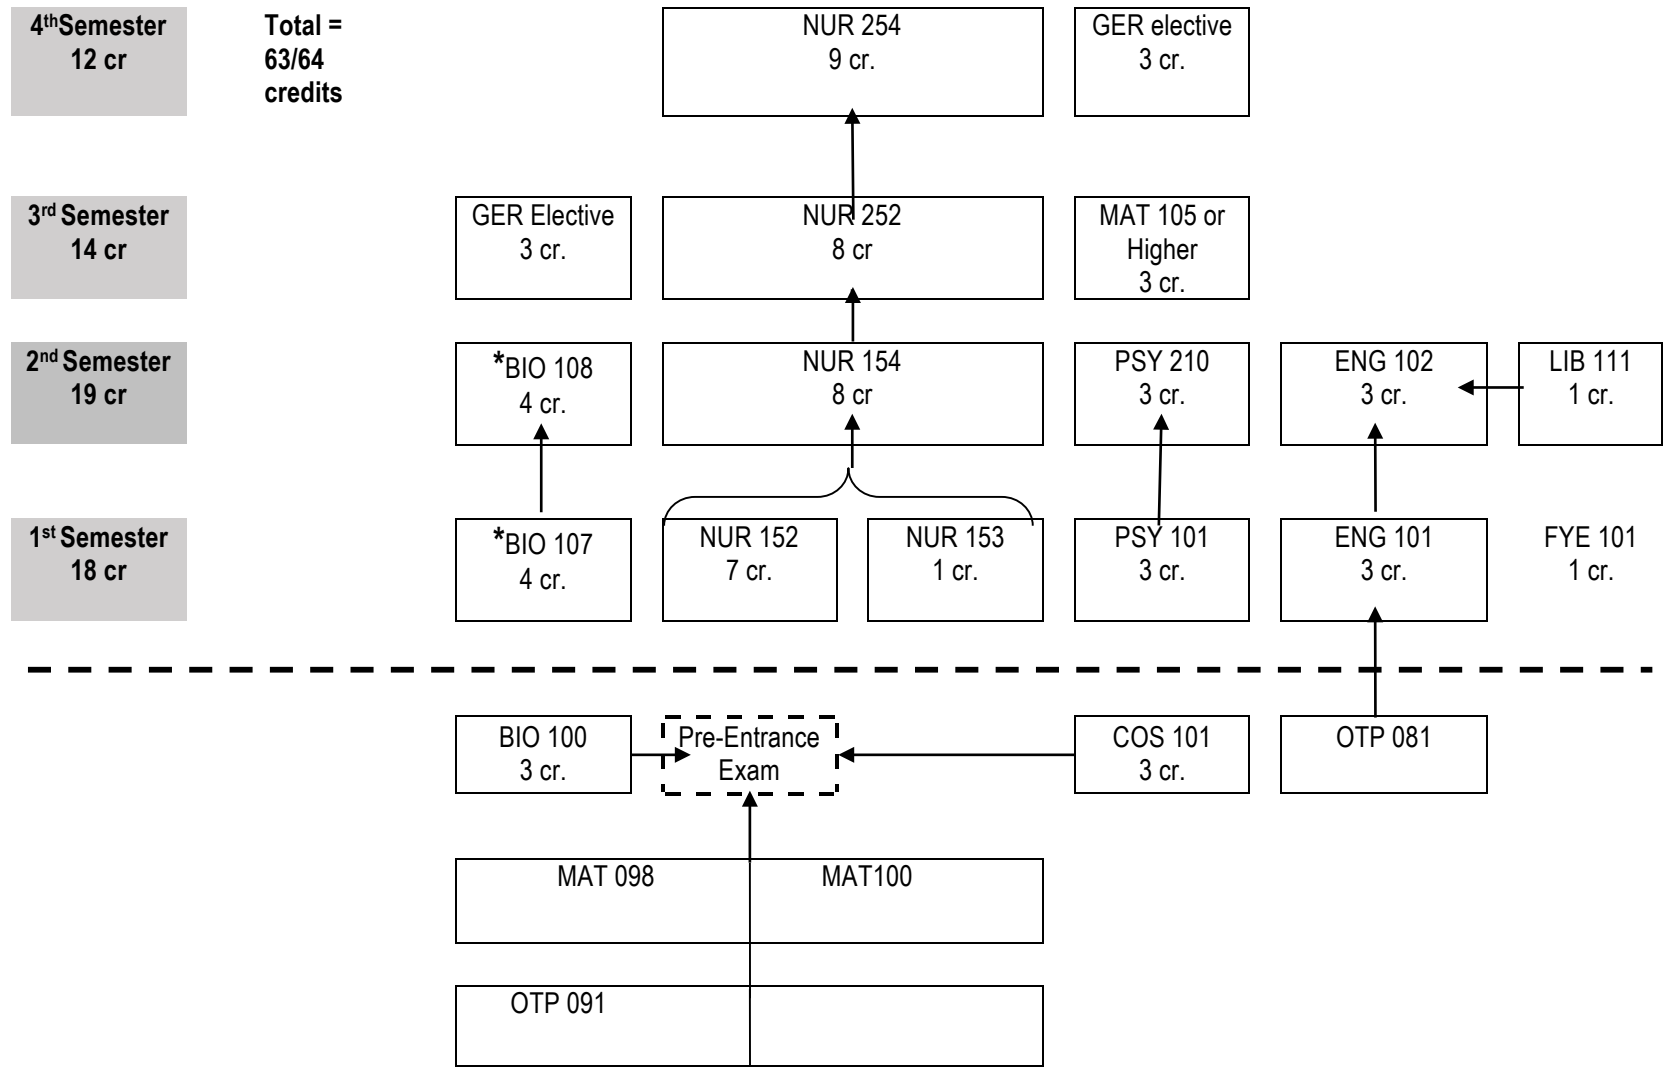 4thSemester
12 cr
Total =
63/64
credits
NUR 254
9 cr.
GER elective
3 cr.
3rd Semester
14 cr
GER Elective
3 cr.
NUR 252
8 cr
MAT 105 or
Higher
3 cr.
2nd Semester
19 cr
*BIO 108
4 cr.
NUR 154
8 cr
PSY 210
3 cr.
ENG 102
3 cr.
LIB 111
1 cr.
1st Semester
18 cr
*BIO 107
4 cr.
NUR 152
7 cr.
NUR 153
1 cr.
PSY 101
3 cr.
ENG 101
3 cr.
FYE 101
1 cr.
BIO 100
3 cr.
Pre-Entrance
Exam
COS 101
3 cr.
OTP 081
MAT 098
MAT100
OTP 091